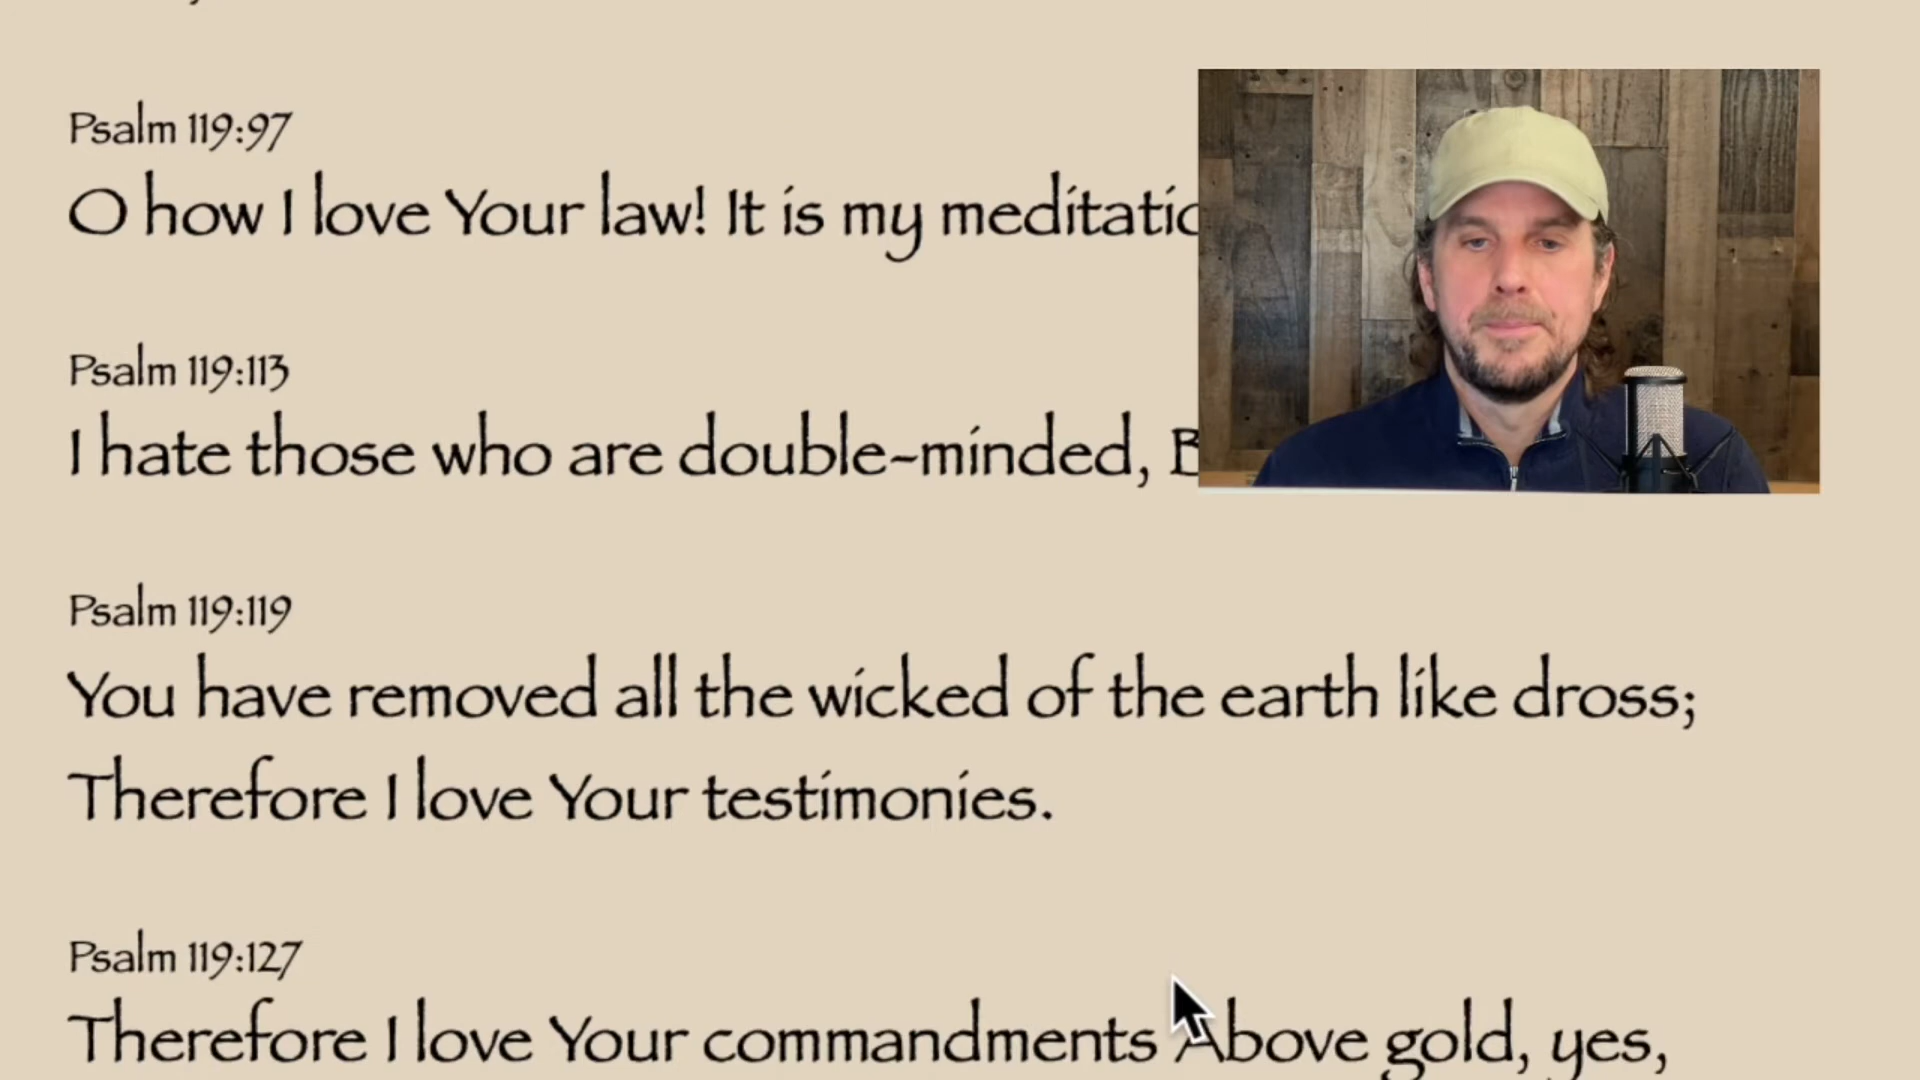 Psalm 119:97
O how I love Your law! It is my
Psalm 119:113
I hate those who are double-minded,
Psalm 119:119
You have removed all the wicked of the earth like dross;
Therefore I love Your testimonies.
Psalm 119:127
Therefore I love Your commandments Above gold, yes,